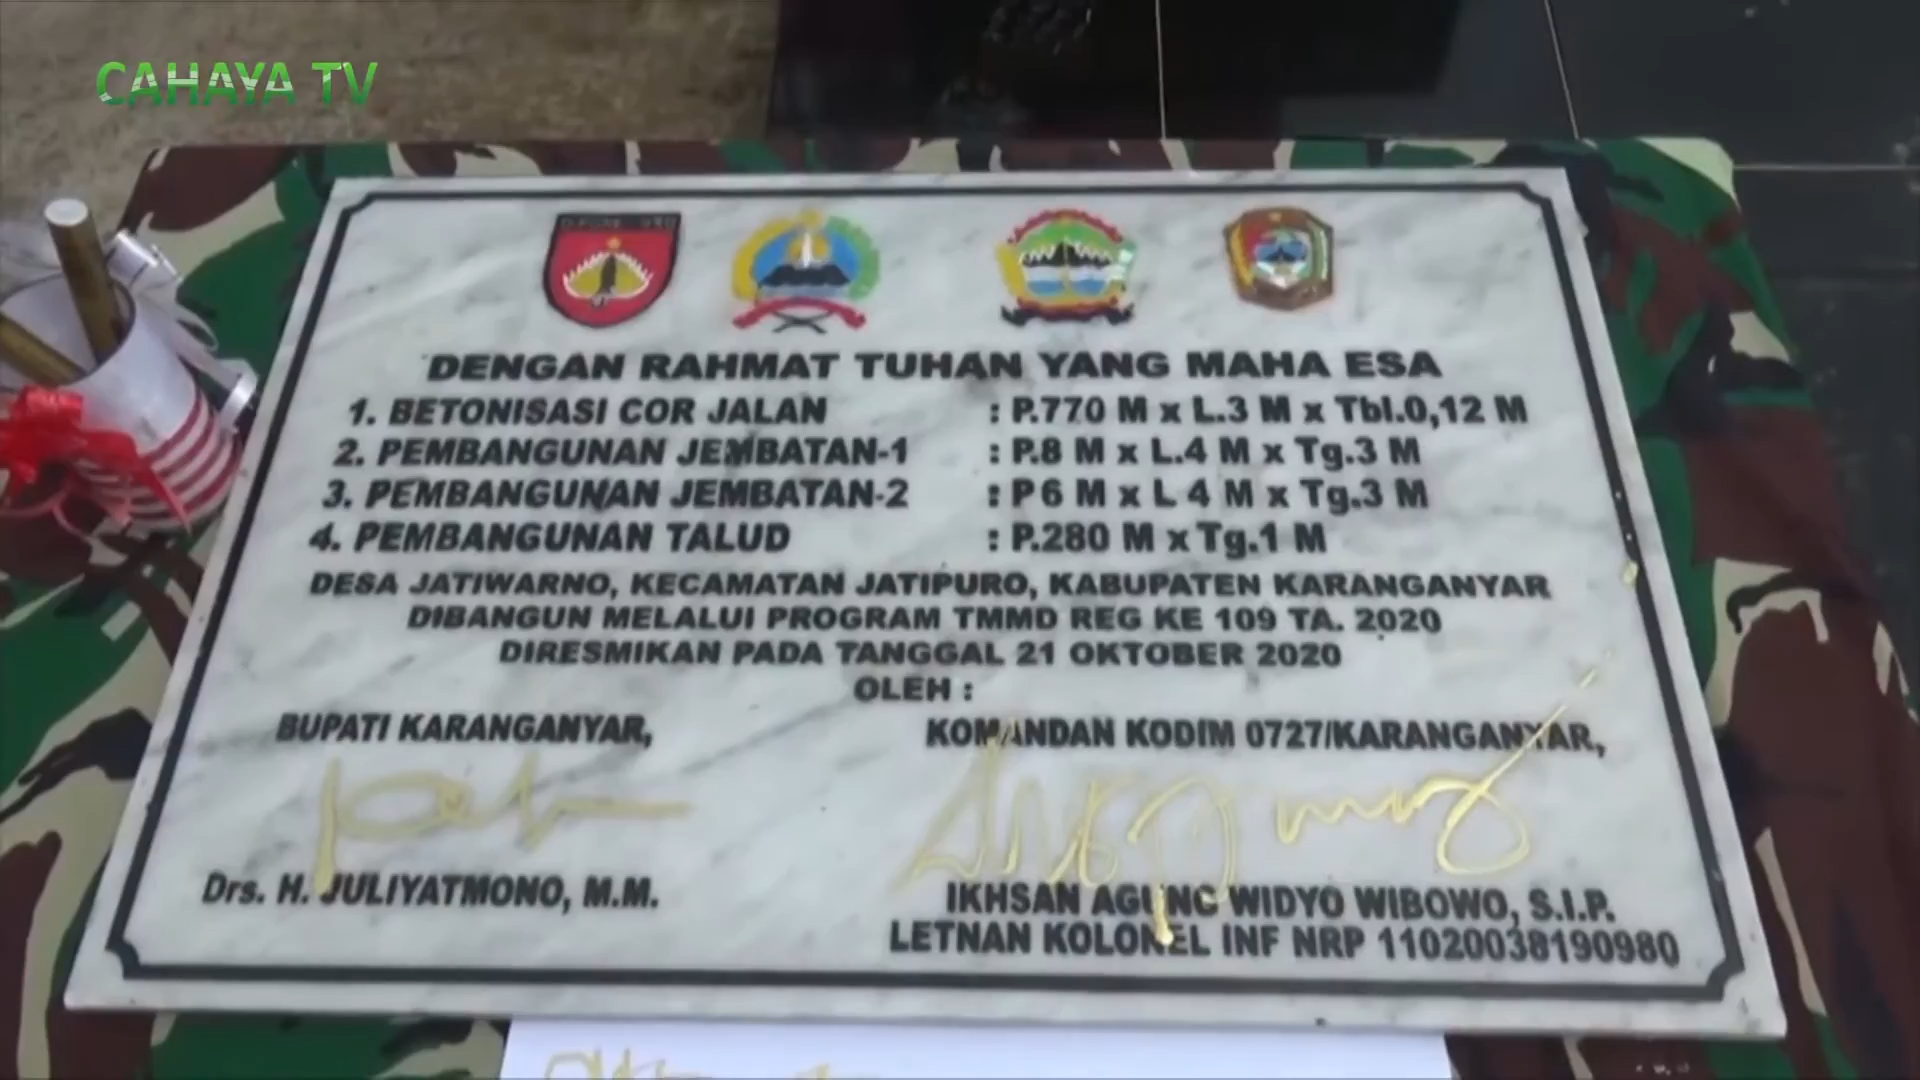 CAHAYA TV
DENGAN RAHMAT TUHAN YANG MAHA ESA
1. BETONISASI COR JALAN : P.770 M x L.3 M x Tbl.0,12 M
2. PEMBANGUNAN JEMBATAN-1 : P.8 M x L.4 M x Tg.3 M
3. PEMBANGUNAN JEMBATAN-2 : P6 M x L 4 M x Tg.3 M
4. PEMBANGUNAN TALUD : P.280 M x Tg.1 M
DESA JATIWARNO, KECAMATAN JATIPURO, KABUPATEN KARANGANYAR
DIBANGUN MELALUI PROGRAM TMMD REG KE 109 TA. 2020
DIRESMIKAN PADA TANGGAL 21 OKTOBER 2020
OLEH :
BUPATI KARANGANYAR,
Drs. H. JULIYATMONO, M.M.
KOMANDAN KODIM 0727/KARANGANYAR,
IKHSAN AGUNG WIDYO WIBOWO, S.I.P.
LETNAN KOLONEL INF NRP 11020038190980